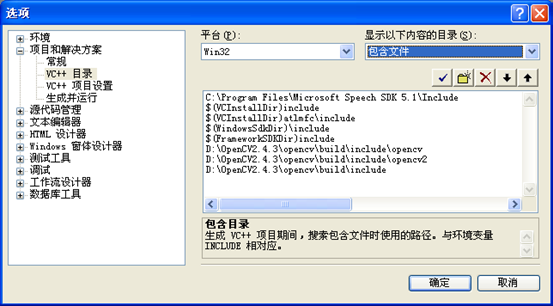 选项
环境
项目和解决方案
常规
VC++ 目录
VC++ 项目设置
生成并运行
源代码管理
文本编辑器
HTML 设计器
Windows 窗体设计器
测试工具
调试
工作流设计器
数据库工具
平台(P):
显示以下内容的目录(S):
Win32
包含文件
C:\Program Files\Microsoft Speech SDK 5.1\Include
$(VCInstallDir)include
$(VCInstallDir)atlmfc\include
$(WindowsSdkDir)\include
$(FrameworkSDKDir)include
D:\OpenCV2.4.3\opencv\build\include\opencv
D:\OpenCV2.4.3\opencv\build\include\opencv2
D:\OpenCV2.4.3\opencv\build\include
包含目录
生成 VC++ 项目期间，搜索包含文件时使用的路径。与环境变量
INCLUDE 相对应。
确定
取消